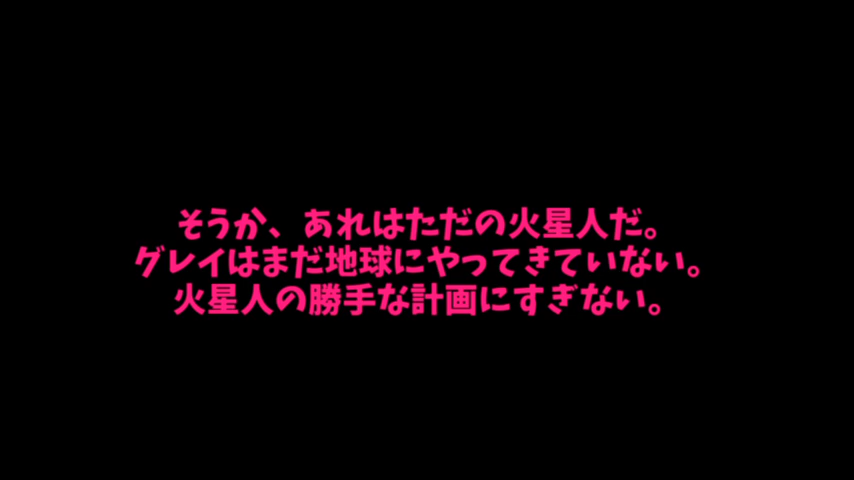 そうか、あれはただの火星人だ。
グレイはまだ地球にやってきていない。
火星人の勝手な計画にすぎない。